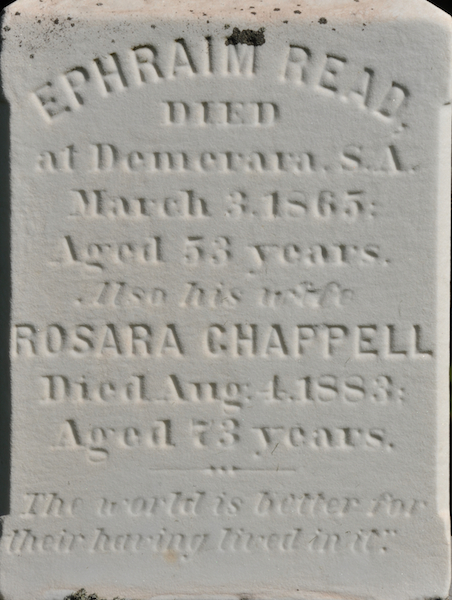 EPHRAIM READ,
DIED
at Demerara, S.A.
March 3, 1865;
Aged 53 years.
Also his wife
ROSARA CHAPPELL
Died Aug. 4, 1883;
Aged 73 years.
The world is better for
their having lived in it".